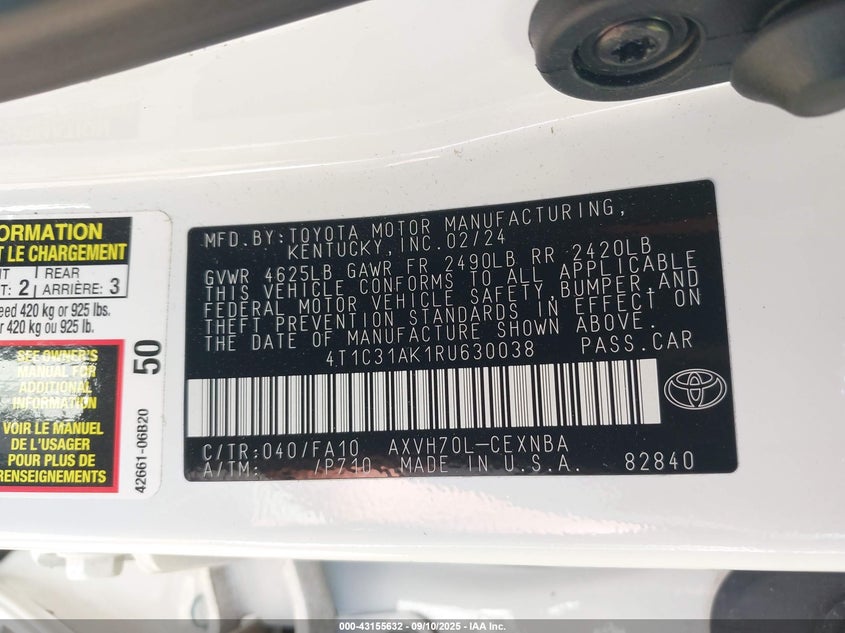 ORMATION
T LE CHARGEMENT
NT REAR
T: 2 ARRIÈRE: 3
eed 420 kg or 925 lbs.
r 420 kg ou 925 lb.
SEE OWNER'S
MANUAL FOR
ADDITIONAL
INFORMATION
VOIR LE MANUEL
DE L'USAGER
POUR PLUS DE
RENSEIGNEMENTS
50
42661-06B20
MFD.BY:TOYOTA MOTOR MANUFACTURING,
KENTUCKY,INC.02/24
GVWR 4625LB GAWR FR 2490LB RR 2420LB
THIS VEHICLE CONFORMS TO ALL APPLICABLE
FEDERAL MOTOR VEHICLE SAFETY,BUMPER,AND
THEFT PREVENTION STANDARDS IN EFFECT ON
THE DATE OF MANUFACTURE SHOWN ABOVE.
4T1C31AK1RU630038 PASS.CAR
C/TR:040/FA10 AXVH70L-CEXNBA
A/TM: /P710 MADE IN U.S.A. 82840
000-43155632 - 09/10/2025 - IAA Inc.